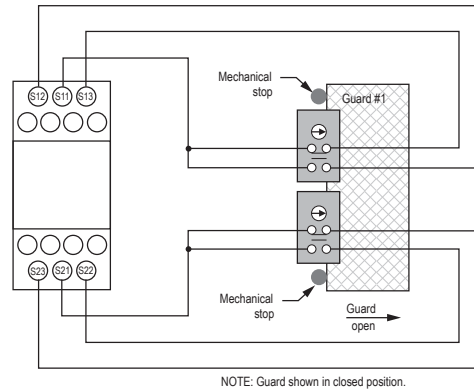 S12 S11 S13
Mechanical
stop
Guard #1
S23 S21 S22
Mechanical
stop
Guard
open
NOTE: Guard shown in closed position.